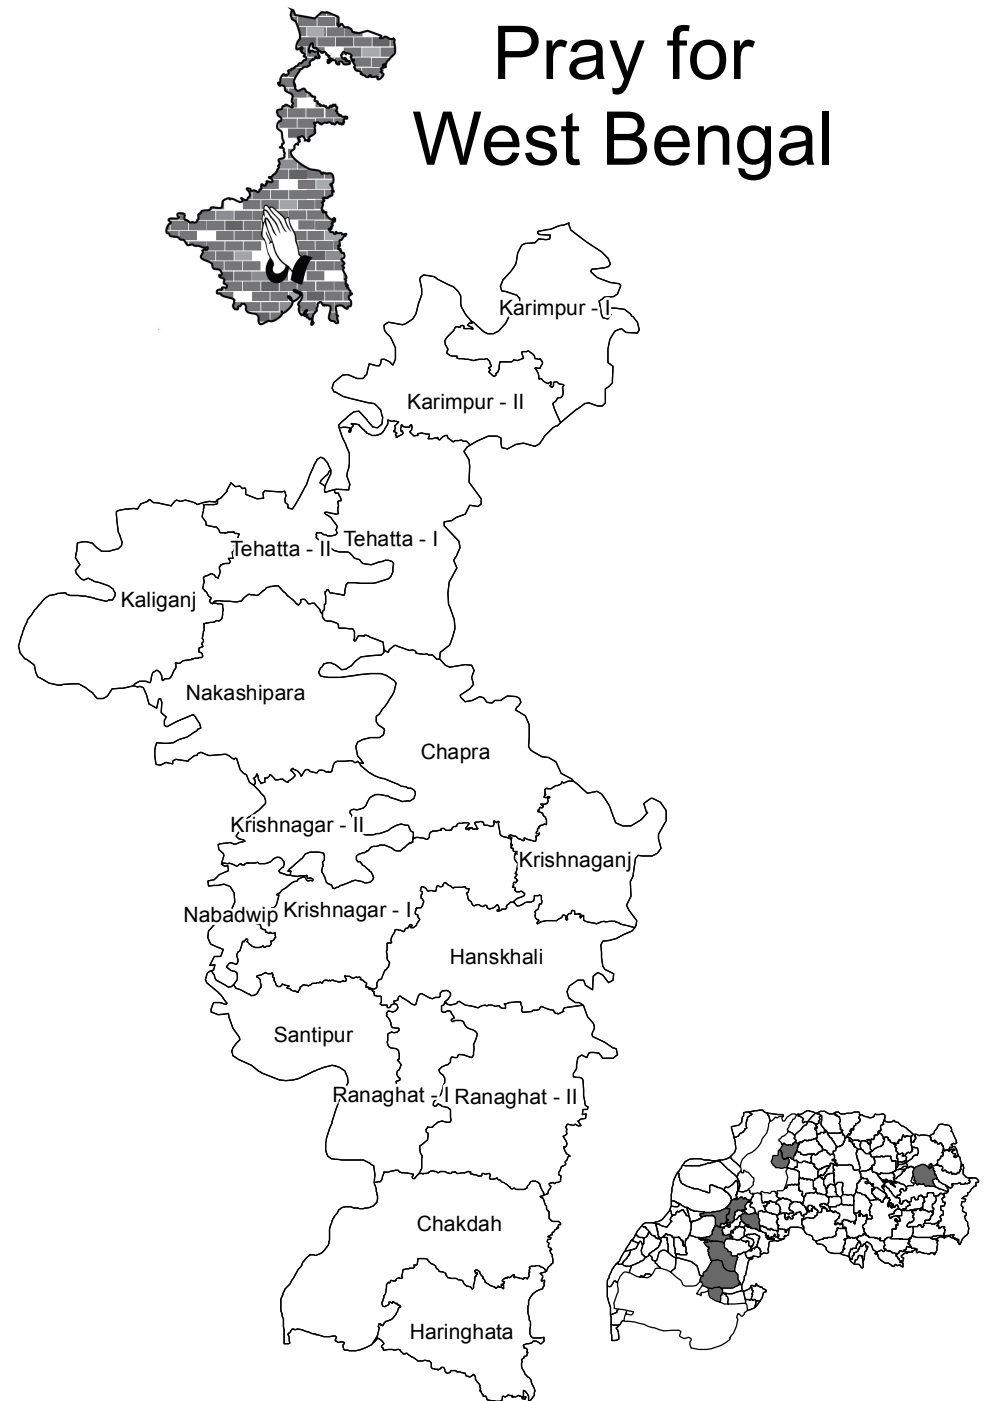 Pray for
West Bengal
Karimpur - I
Karimpur - II
Tehatta - I
Tehatta - II
Kaliganj
Nakashipara
Chapra
Krishnagar - II
Krishnaganj
Nabadwip
Krishnagar - I
Hanskhali
Santipur
Ranaghat - I
Ranaghat - II
Chakdah
Haringhata